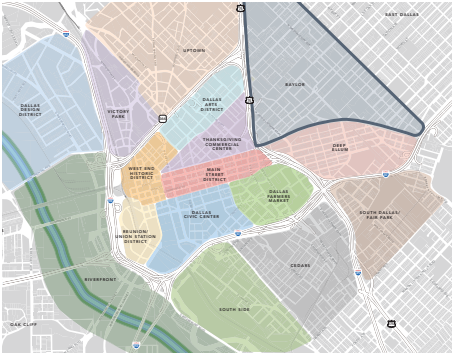 EAST DALLAS
UPTOWN
BAYLOR
DALLAS
DESIGN
DISTRICT
DALLAS
ARTS
DISTRICT
VICTORY
PARK
THANKSGIVING
COMMERCIAL
CENTER
DEEP
ELLUM
WEST END
HISTORIC
DISTRICT
MAIN
STREET
DISTRICT
DALLAS
FARMERS
MARKET
DALLAS
CIVIC CENTER
SOUTH DALLAS/
FAIR PARK
REUNION/
UNION STATION
DISTRICT
CEDARS
RIVERFRONT
SOUTH SIDE
OAK CLIFF